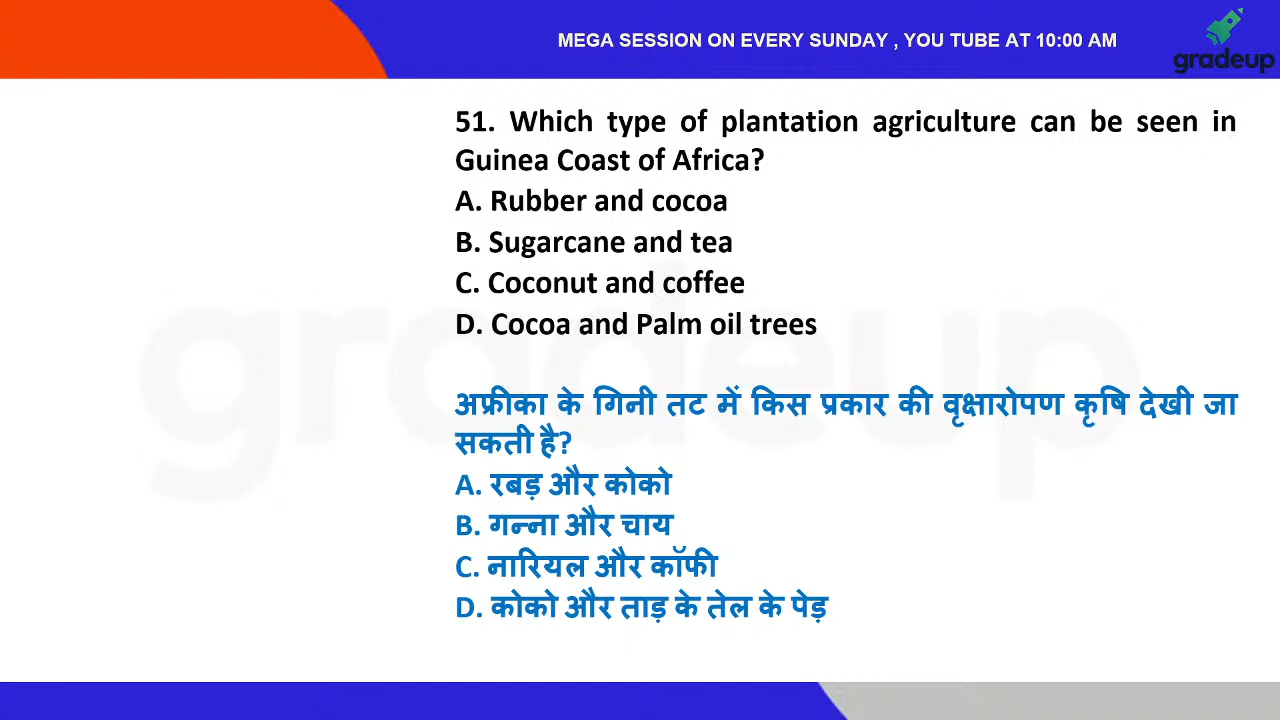 MEGA SESSION ON EVERY SUNDAY , YOU TUBE AT 10:00 AM
gradeup
51. Which type of plantation agriculture can be seen in
Guinea Coast of Africa?
A. Rubber and cocoa
B. Sugarcane and tea
C. Coconut and coffee
D. Cocoa and Palm oil trees
gradeup
अफ्रीका के गिनी तट में किस प्रकार की वृक्षारोपण कृषि देखी जा
सकती है?
A. रबड़ और कोको
B. गन्ना और चाय
C. नारियल और कॉफी
D. कोको और ताड़ के तेल के पेड़